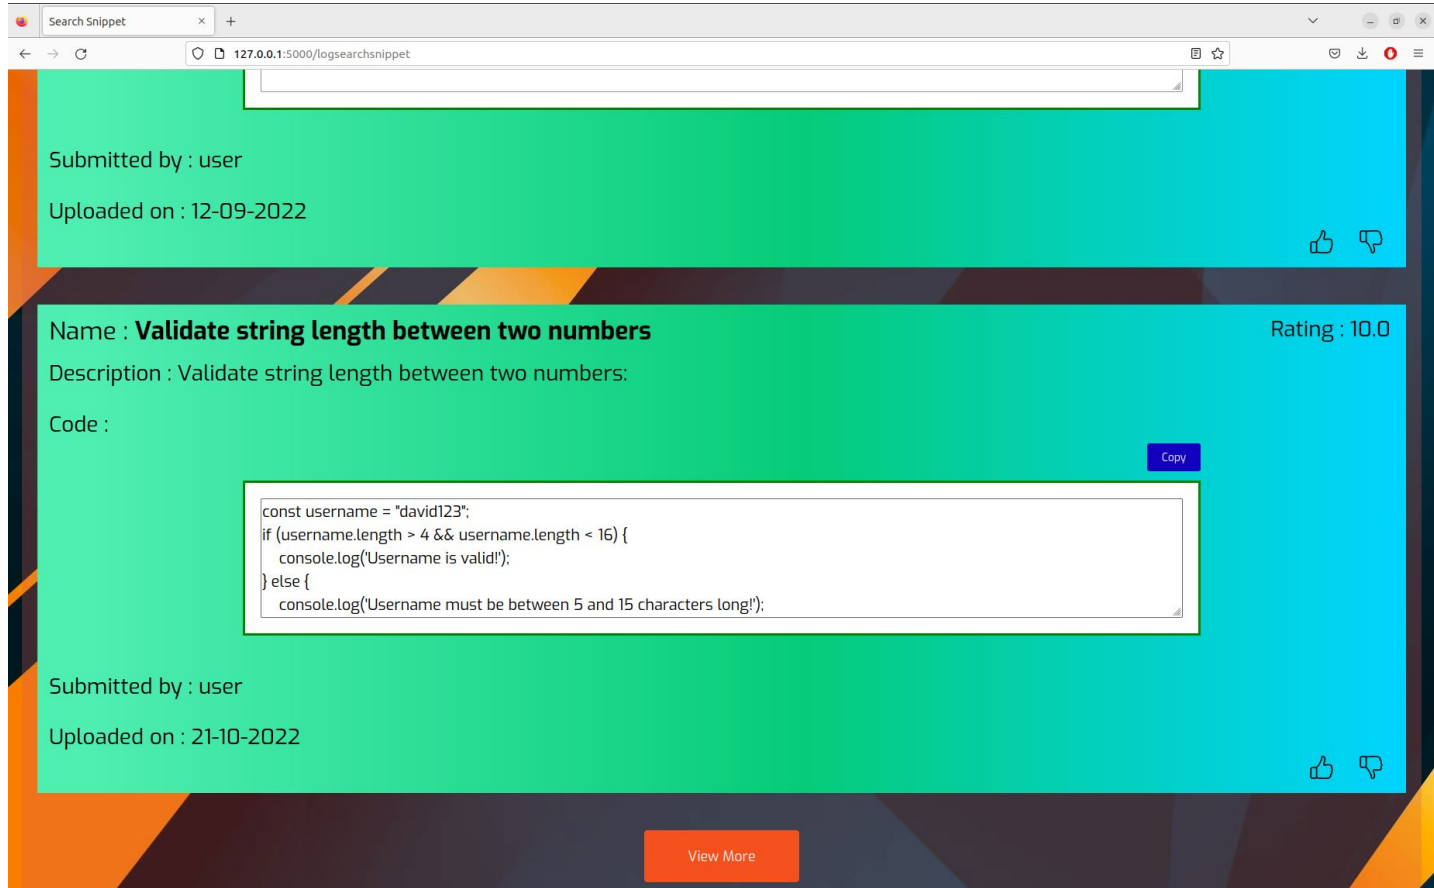 Search Snippet
127.0.0.1:5000/logsearchsnippet
Submitted by : user
Uploaded on : 12-09-2022
Name : Validate string length between two numbers
Rating : 10.0
Description : Validate string length between two numbers:
Code :
Copy
const username = "david123";
if (username.length > 4 && username.length < 16) {
    console.log('Username is valid!');
} else {
    console.log('Username must be between 5 and 15 characters long!');
Submitted by : user
Uploaded on : 21-10-2022
View More